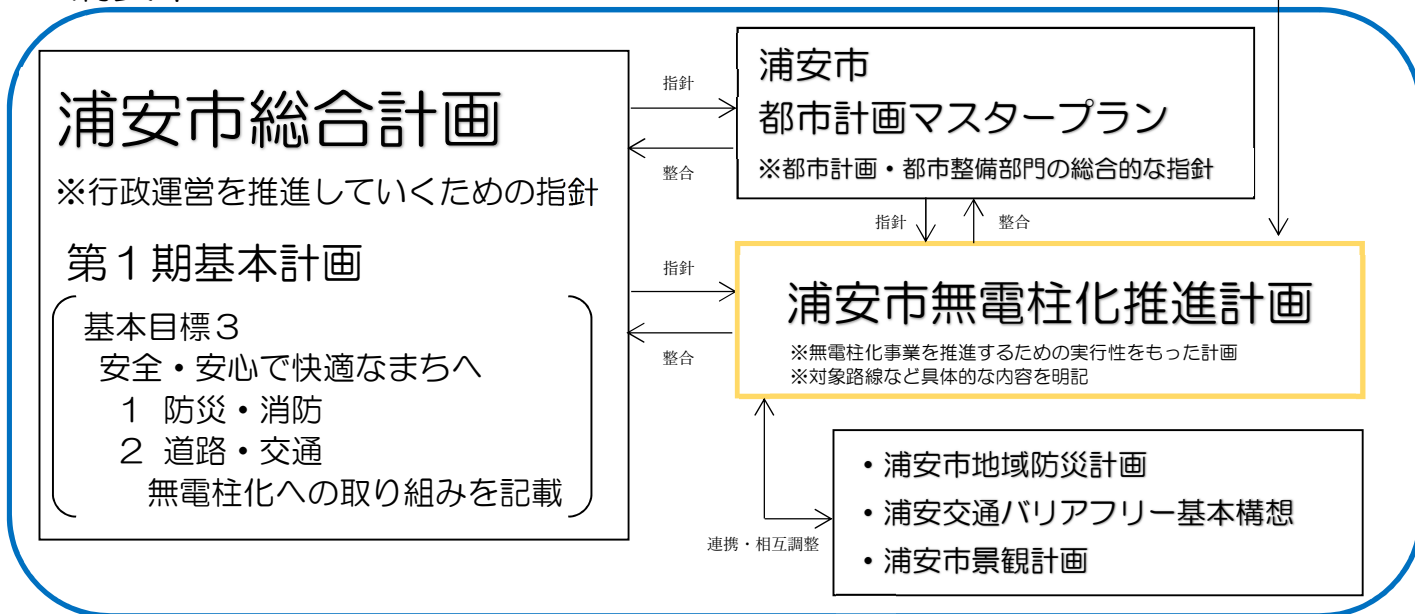 浦安市総合計画
※行政運営を推進していくための指針
第1期基本計画
基本目標3
安全・安心で快適なまちへ
1 防災・消防
2 道路・交通
無電柱化への取り組みを記載
指針
整合
浦安市
都市計画マスタープラン
※都市計画・都市整備部門の総合的な指針
指針
整合
指針
整合
浦安市無電柱化推進計画
※無電柱化事業を推進するための実行性をもった計画
※対象路線など具体的な内容を明記
連携・相互調整
・浦安市地域防災計画
・浦安交通バリアフリー基本構想
・浦安市景観計画